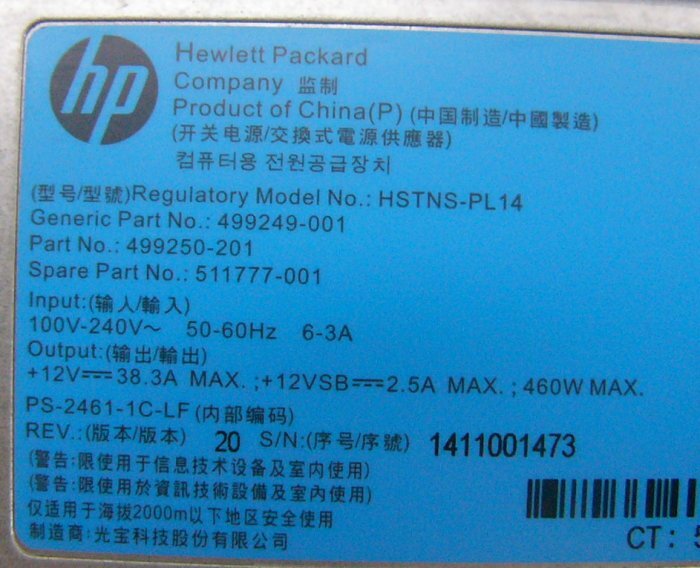 hp
Hewlett Packard
Company 监制
Product of China(P) (中国制造/中國製造)
(开关电源/交換式電源供應器)
컴퓨터용 전원공급장치
(型号/型號)Regulatory Model No.: HSTNS-PL14
Generic Part No.: 499249-001
Part No.: 499250-201
Spare Part No.: 511777-001
Input:(输人/輸入)
100V-240V～ 50-60Hz 6-3A
Output:(输出/輸出)
+12V⎓38.3A MAX. ;+12VSB⎓2.5A MAX. ; 460W MAX.
PS-2461-1C-LF (内部编码)
REV.:(版本/版本) 20 S/N:(序号/序號) 1411001473
(警告:限使用于信息技术设备及室内使用)
(警告:限使用於資訊技術設備及室內使用)
仅适用于海拔2000m以下地区安全使用
制造商:光宝科技股份有限公司
CT: 5